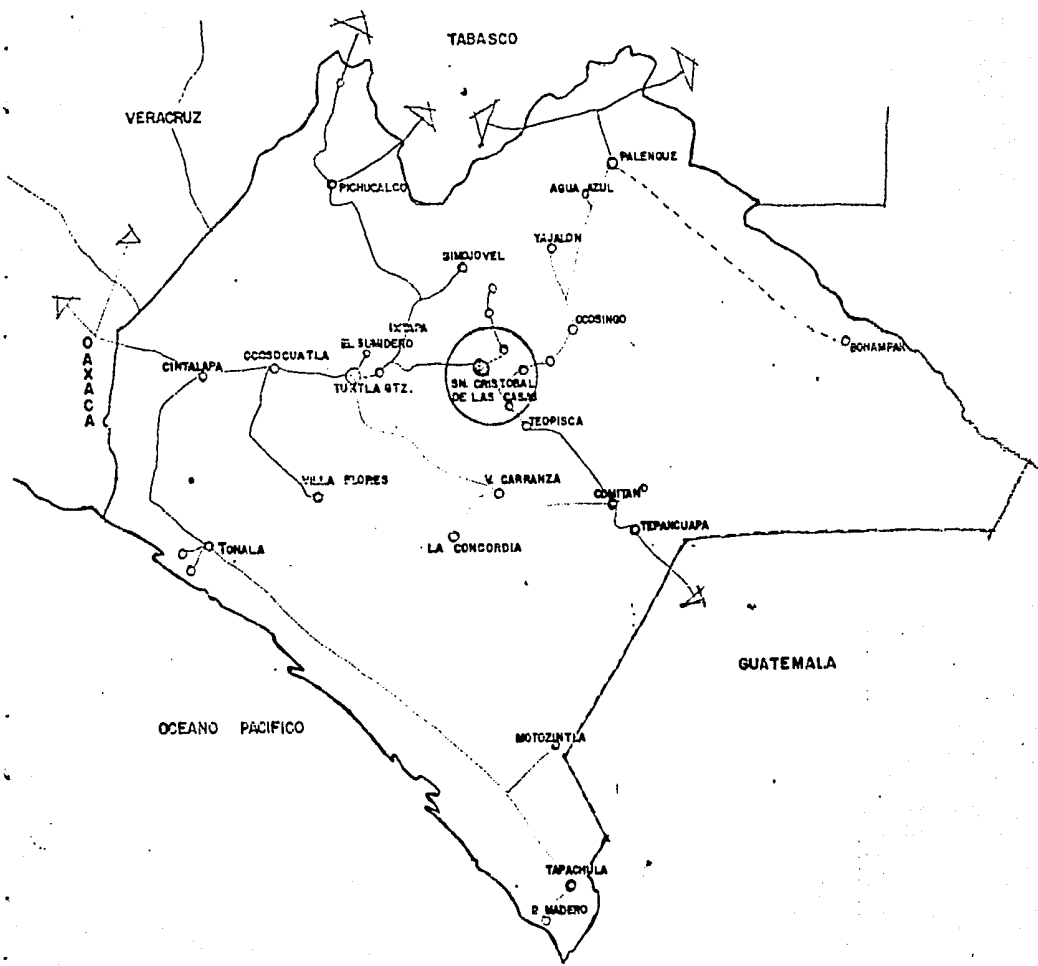 TABASCO
VERACRUZ
PALENQUE
PICHUCALCO
AGUA AZUL
YAJALON
SIMOJOVEL
OCOSINGO
IXTAPA
EL SUMIDERO
BONAMPAK
OAXACA
OCOSOCUATLA
CINTALAPA
TUXTLA GTZ.
SN. CRISTOBAL
DE LAS CASAS
TEOPISCA
VILLA FLORES
V. CARRANZA
COMITAN
TEPANCUAPA
LA CONCORDIA
TONALA
GUATEMALA
OCEANO PACIFICO
MOTOZINTLA
TAPACHULA
P. MADERO